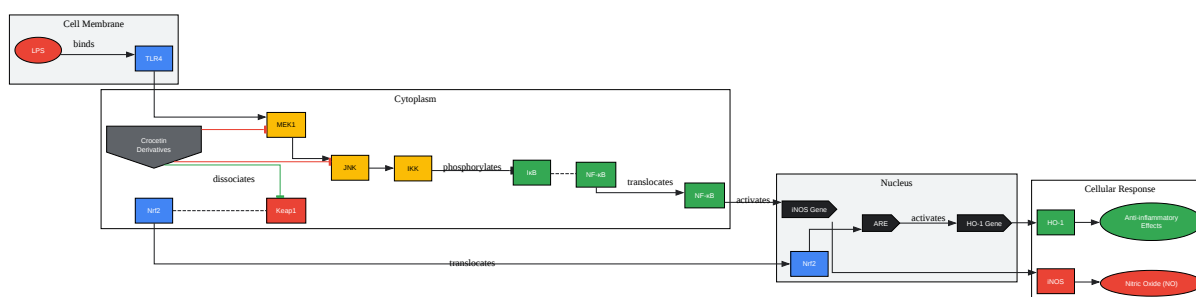 Cell Membrane
LPS
binds
TLR4
Cytoplasm
MEK1
Crocetin
Derivatives
JNK
IKK
phosphorylates
IκB
NF-κB
translocates
NF-κB
dissociates
Nrf2
Keap1
activates
translocates
Nucleus
iNOS Gene
ARE
activates
HO-1 Gene
Nrf2
Cellular Response
HO-1
Anti-inflammatory
Effects
iNOS
Nitric Oxide (NO)